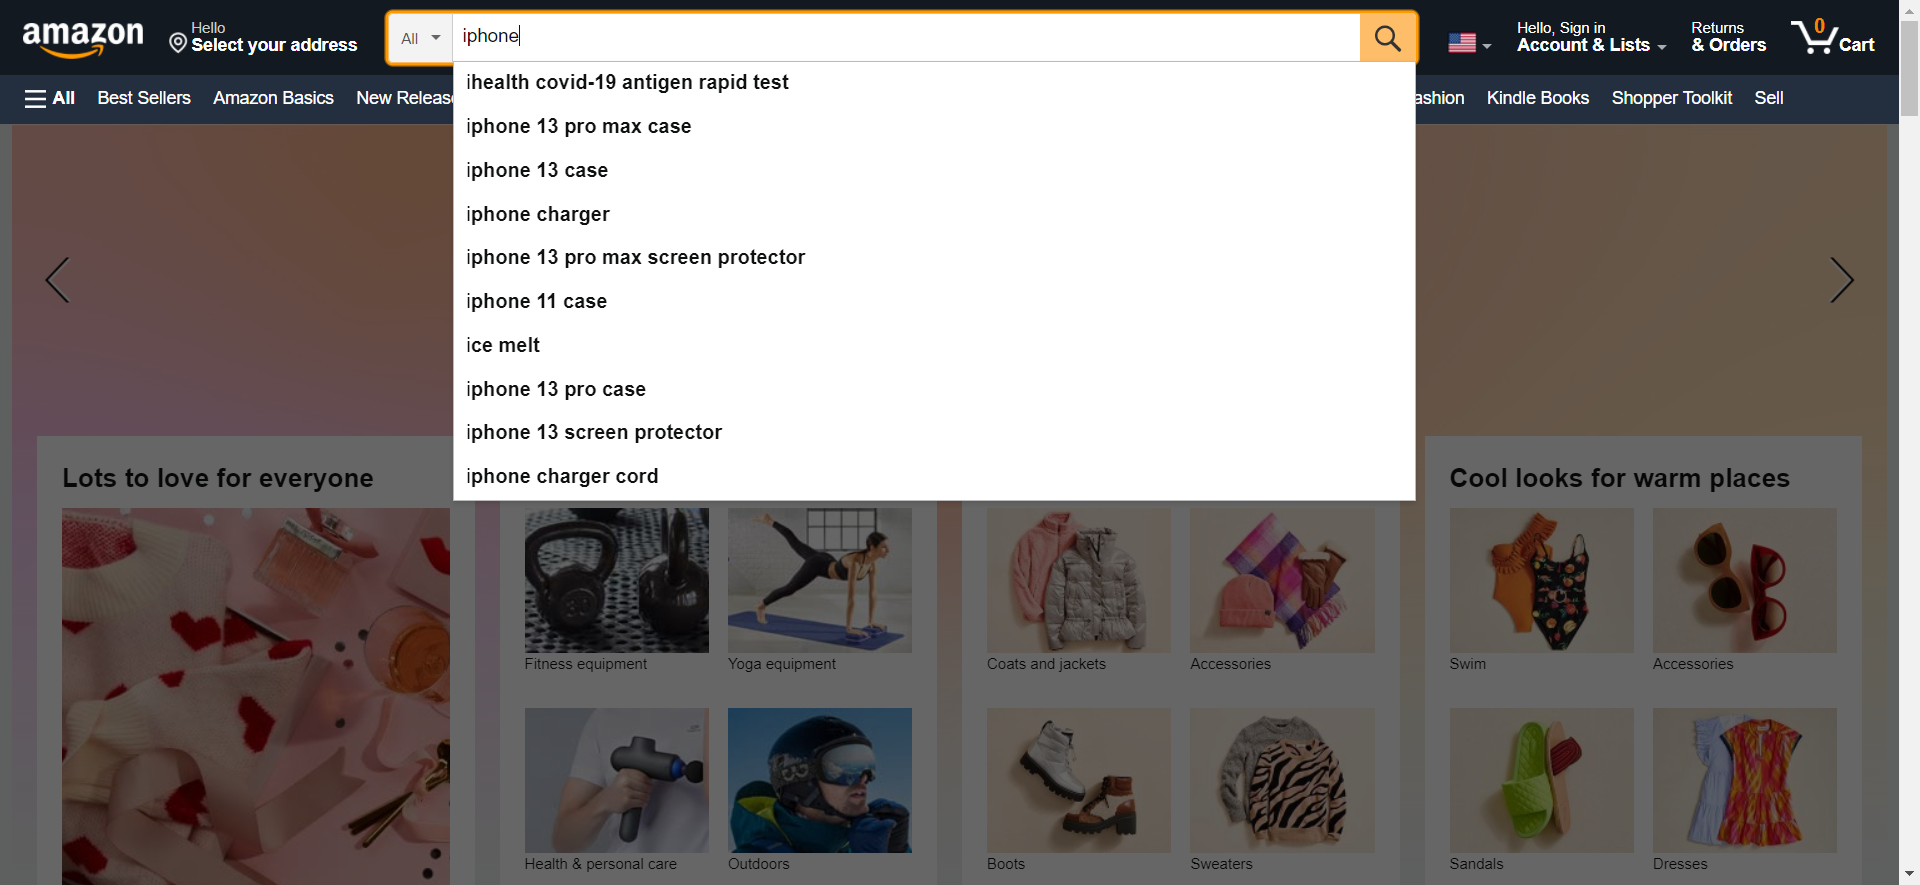 amazon
Hello
Select your address
All
iphone
Hello, Sign in
Account & Lists
Returns
& Orders
0
Cart
All
Best Sellers
Amazon Basics
New Releas
ashion
Kindle Books
Shopper Toolkit
Sell
ihealth covid-19 antigen rapid test
iphone 13 pro max case
iphone 13 case
iphone charger
iphone 13 pro max screen protector
iphone 11 case
ice melt
iphone 13 pro case
iphone 13 screen protector
iphone charger cord
Lots to love for everyone
Cool looks for warm places
Fitness equipment
Yoga equipment
Coats and jackets
Accessories
Swim
Accessories
Health & personal care
Outdoors
Boots
Sweaters
Sandals
Dresses